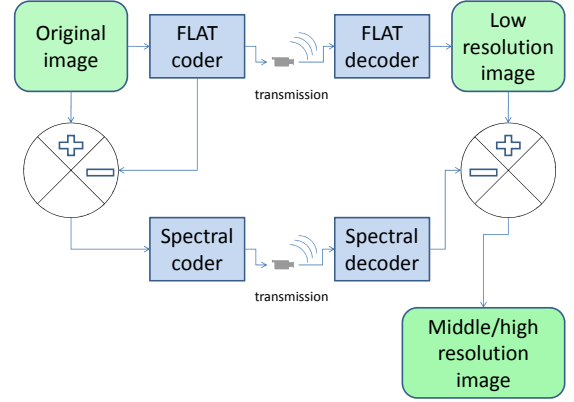 Original
image
FLAT
coder
transmission
FLAT
decoder
Low
resolution
image
Spectral
coder
transmission
Spectral
decoder
Middle/high
resolution
image